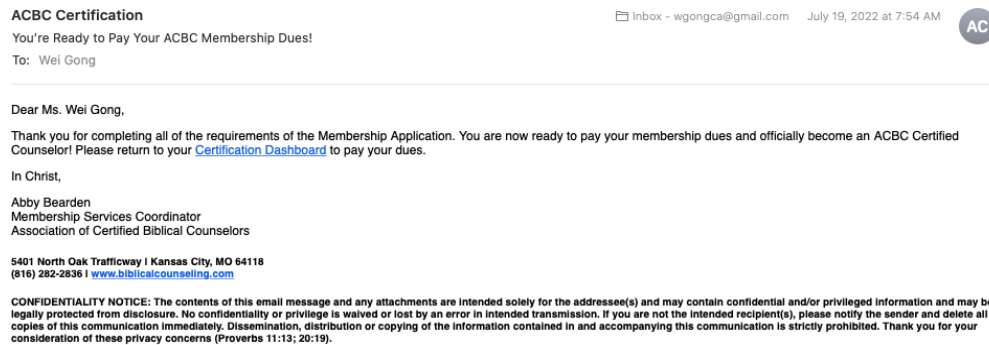 ACBC Certification
Inbox - wgongca@gmail.com July 19, 2022 at 7:54 AM
AC
You're Ready to Pay Your ACBC Membership Dues!
To: Wei Gong
Dear Ms. Wei Gong,
Thank you for completing all of the requirements of the Membership Application. You are now ready to pay your membership dues and officially become an ACBC Certified
Counselor! Please return to your Certification Dashboard to pay your dues.
In Christ,
Abby Bearden
Membership Services Coordinator
Association of Certified Biblical Counselors
5401 North Oak Trafficway I Kansas City, MO 64118
(816) 282-2836 I www.biblicalcounseling.com
CONFIDENTIALITY NOTICE: The contents of this email message and any attachments are intended solely for the addressee(s) and may contain confidential and/or privileged information and may be
legally protected from disclosure. No confidentiality or privilege is waived or lost by an error in intended transmission. If you are not the intended recipient(s), please notify the sender and delete all
copies of this communication immediately. Dissemination, distribution or copying of the information contained in and accompanying this communication is strictly prohibited. Thank you for your
consideration of these privacy concerns (Proverbs 11:13; 20:19).